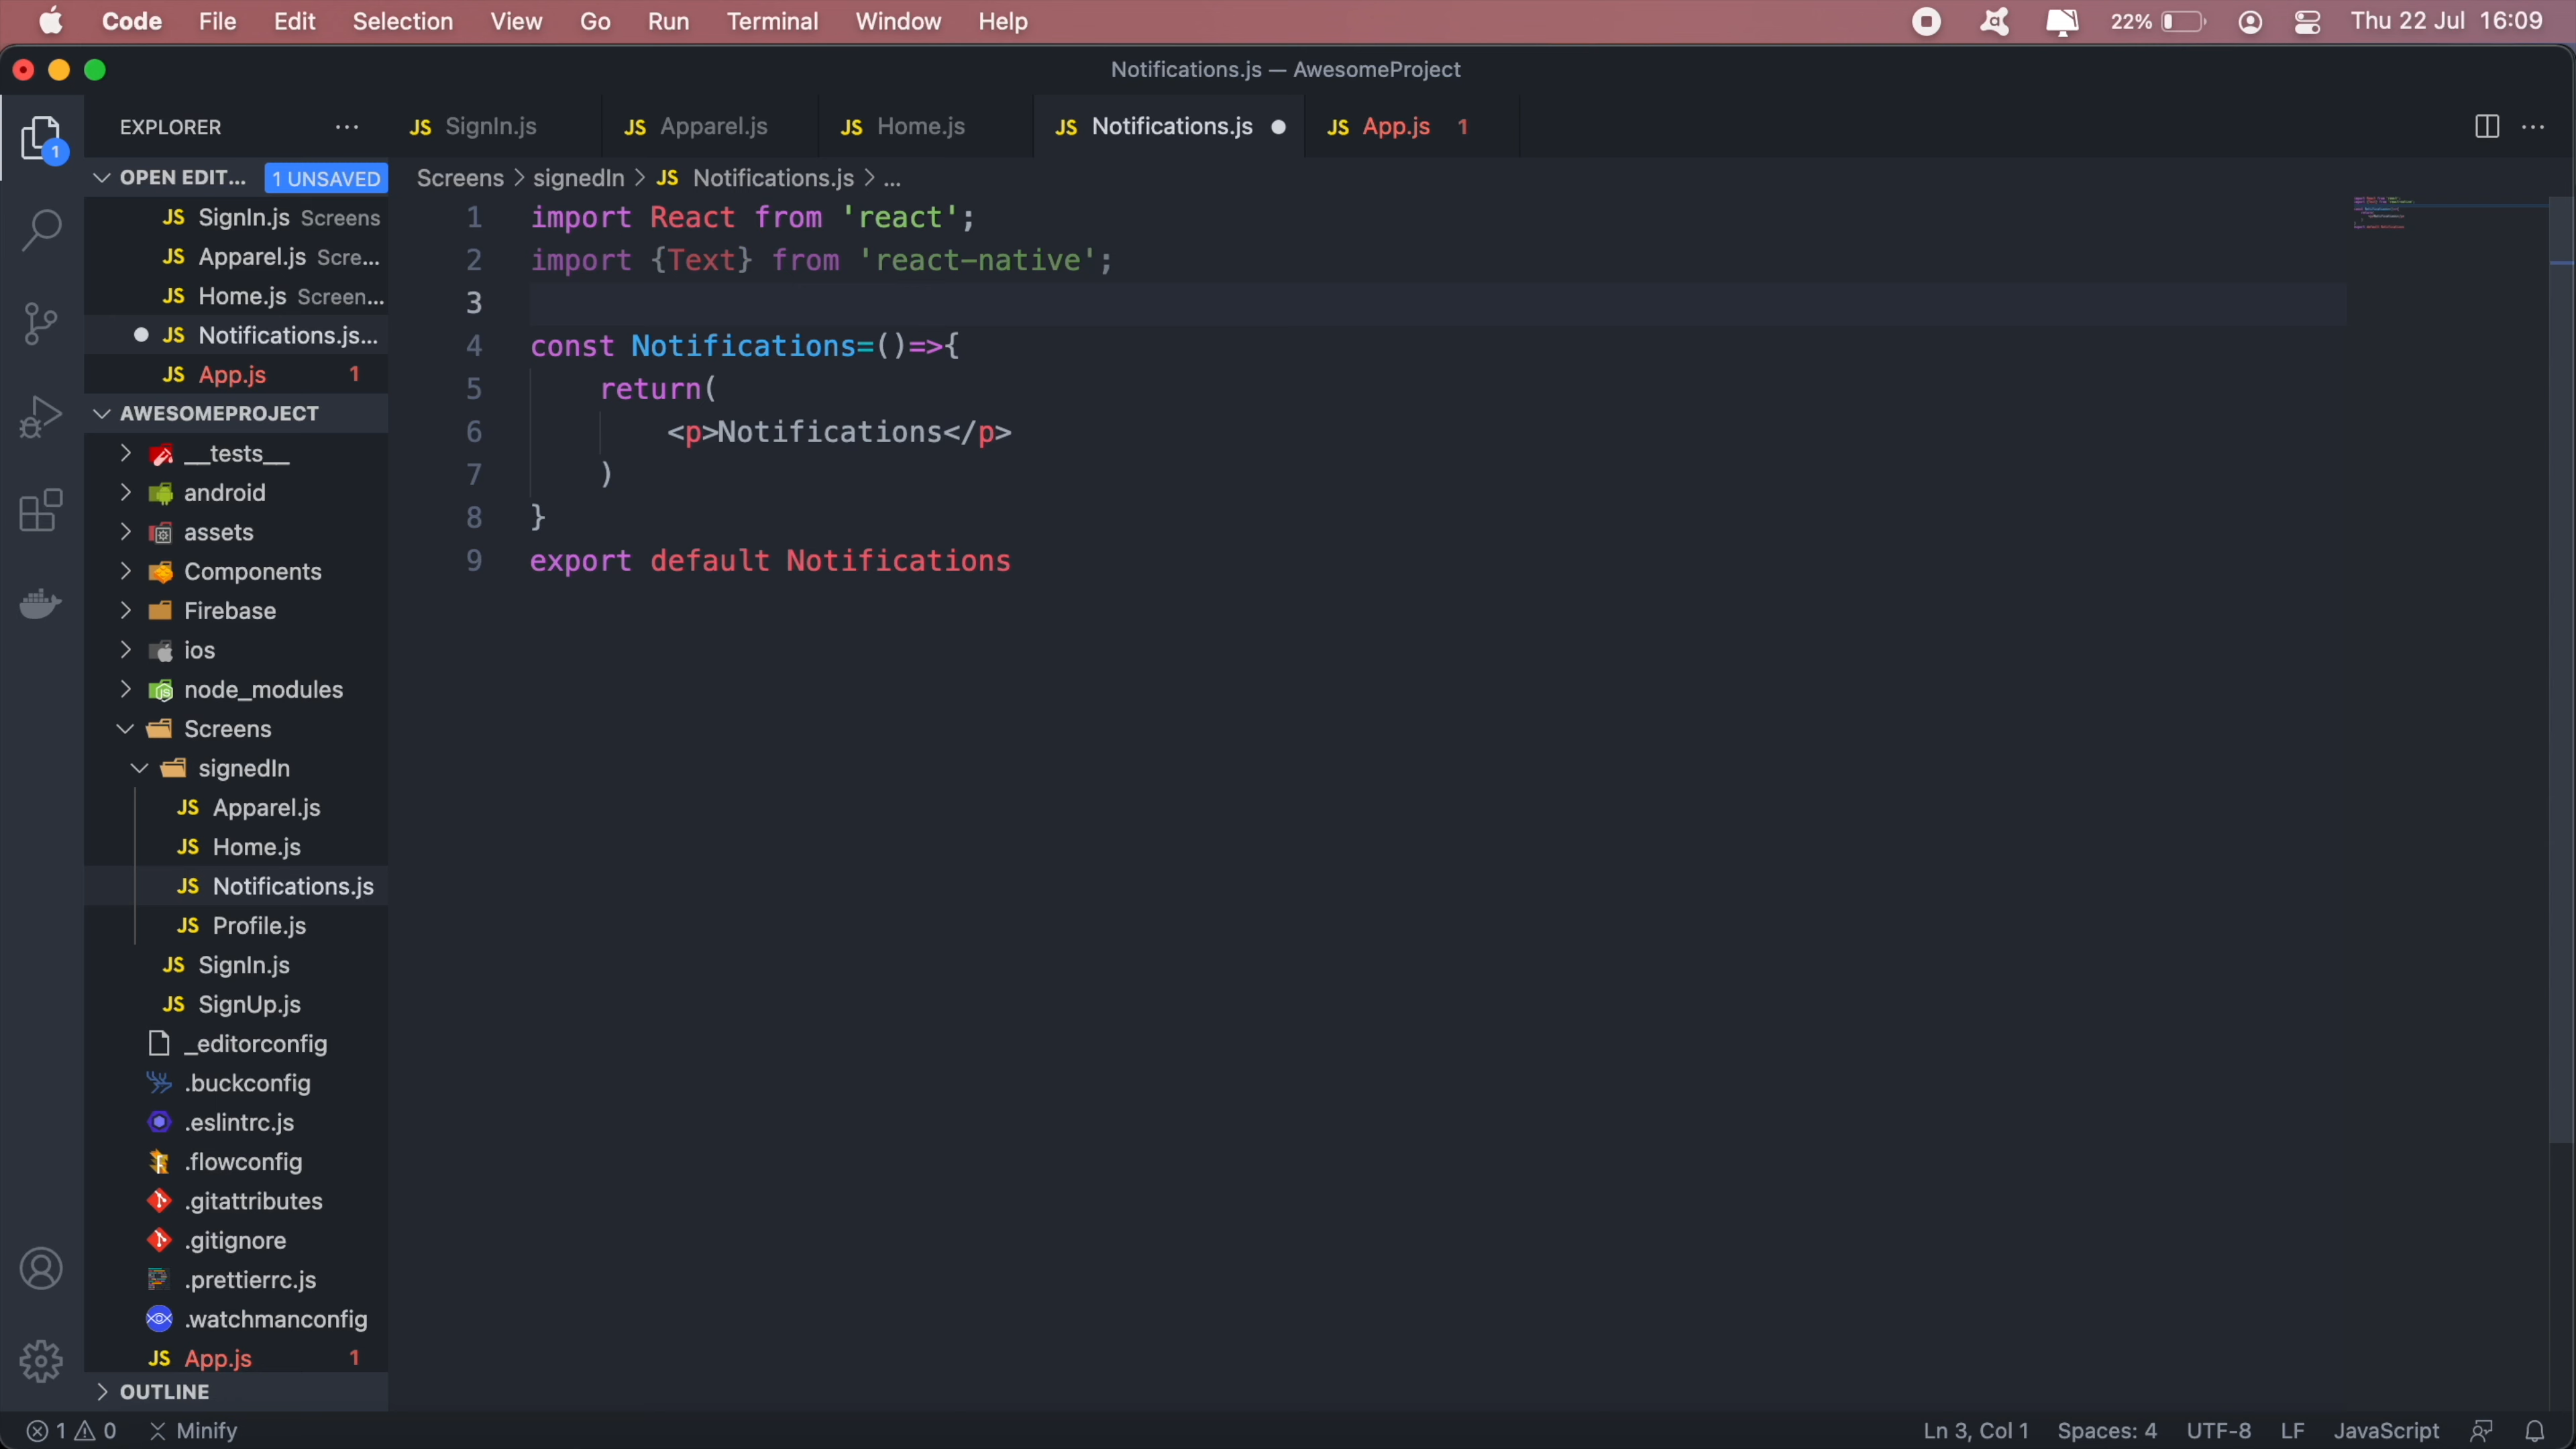 Code File Edit Selection View Go Run Terminal Window Help 22% Thu 22 Jul 16:09
Notifications.js — AwesomeProject
EXPLORER ...
JS SignIn.js JS Apparel.js JS Home.js JS Notifications.js JS App.js 1 ...
OPEN EDIT... 1 UNSAVED
Screens > signedIn > JS Notifications.js > ...
JS SignIn.js Screens
JS Apparel.js Scre...
JS Home.js Screen...
JS Notifications.js...
JS App.js 1
AWESOMEPROJECT
__tests__
android
assets
Components
Firebase
ios
node_modules
Screens
signedIn
JS Apparel.js
JS Home.js
JS Notifications.js
JS Profile.js
JS SignIn.js
JS SignUp.js
_editorconfig
.buckconfig
.eslintrc.js
.flowconfig
.gitattributes
.gitignore
.prettierrc.js
.watchmanconfig
JS App.js 1
OUTLINE
1 import React from 'react';
2 import {Text} from 'react-native';
3
4 const Notifications=()=>{
5 return(
6 <p>Notifications</p>
7 )
8 }
9 export default Notifications
1 0 Minify Ln 3, Col 1 Spaces: 4 UTF-8 LF JavaScript